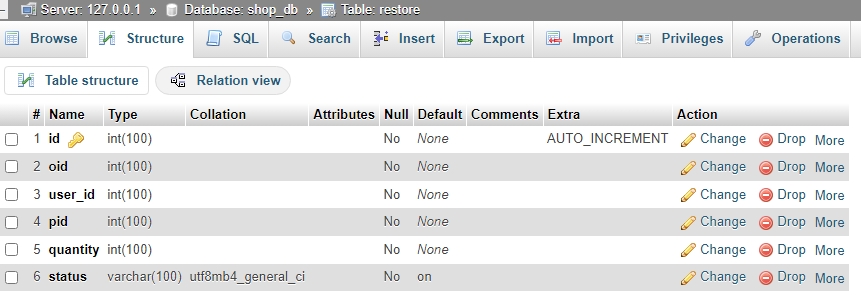 Server: 127.0.0.1 » Database: shop_db » Table: restore
Browse Structure SQL Search Insert Export Import Privileges Operations
Table structure Relation view
# Name Type Collation Attributes Null Default Comments Extra Action
1 id int(100) No None AUTO_INCREMENT Change Drop More
2 oid int(100) No None Change Drop More
3 user_id int(100) No None Change Drop More
4 pid int(100) No None Change Drop More
5 quantity int(100) No None Change Drop More
6 status varchar(100) utf8mb4_general_ci No on Change Drop More